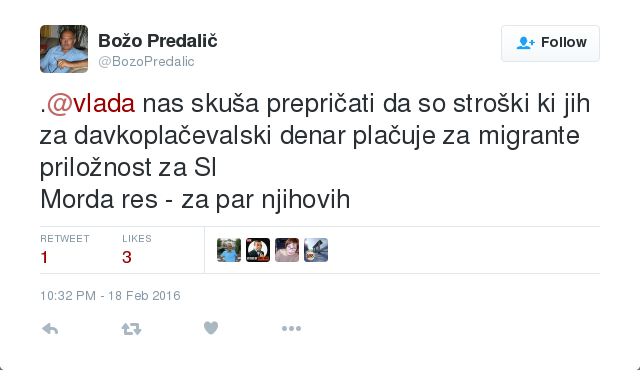 Božo Predalič
@BozoPredalic
Follow
.@vlada nas skuša prepričati da so stroški ki jih
za davkoplačevalski denar plačuje za migrante
priložnost za SI
Morda res - za par njihovih
RETWEET
LIKES
1
3
10:32 PM - 18 Feb 2016